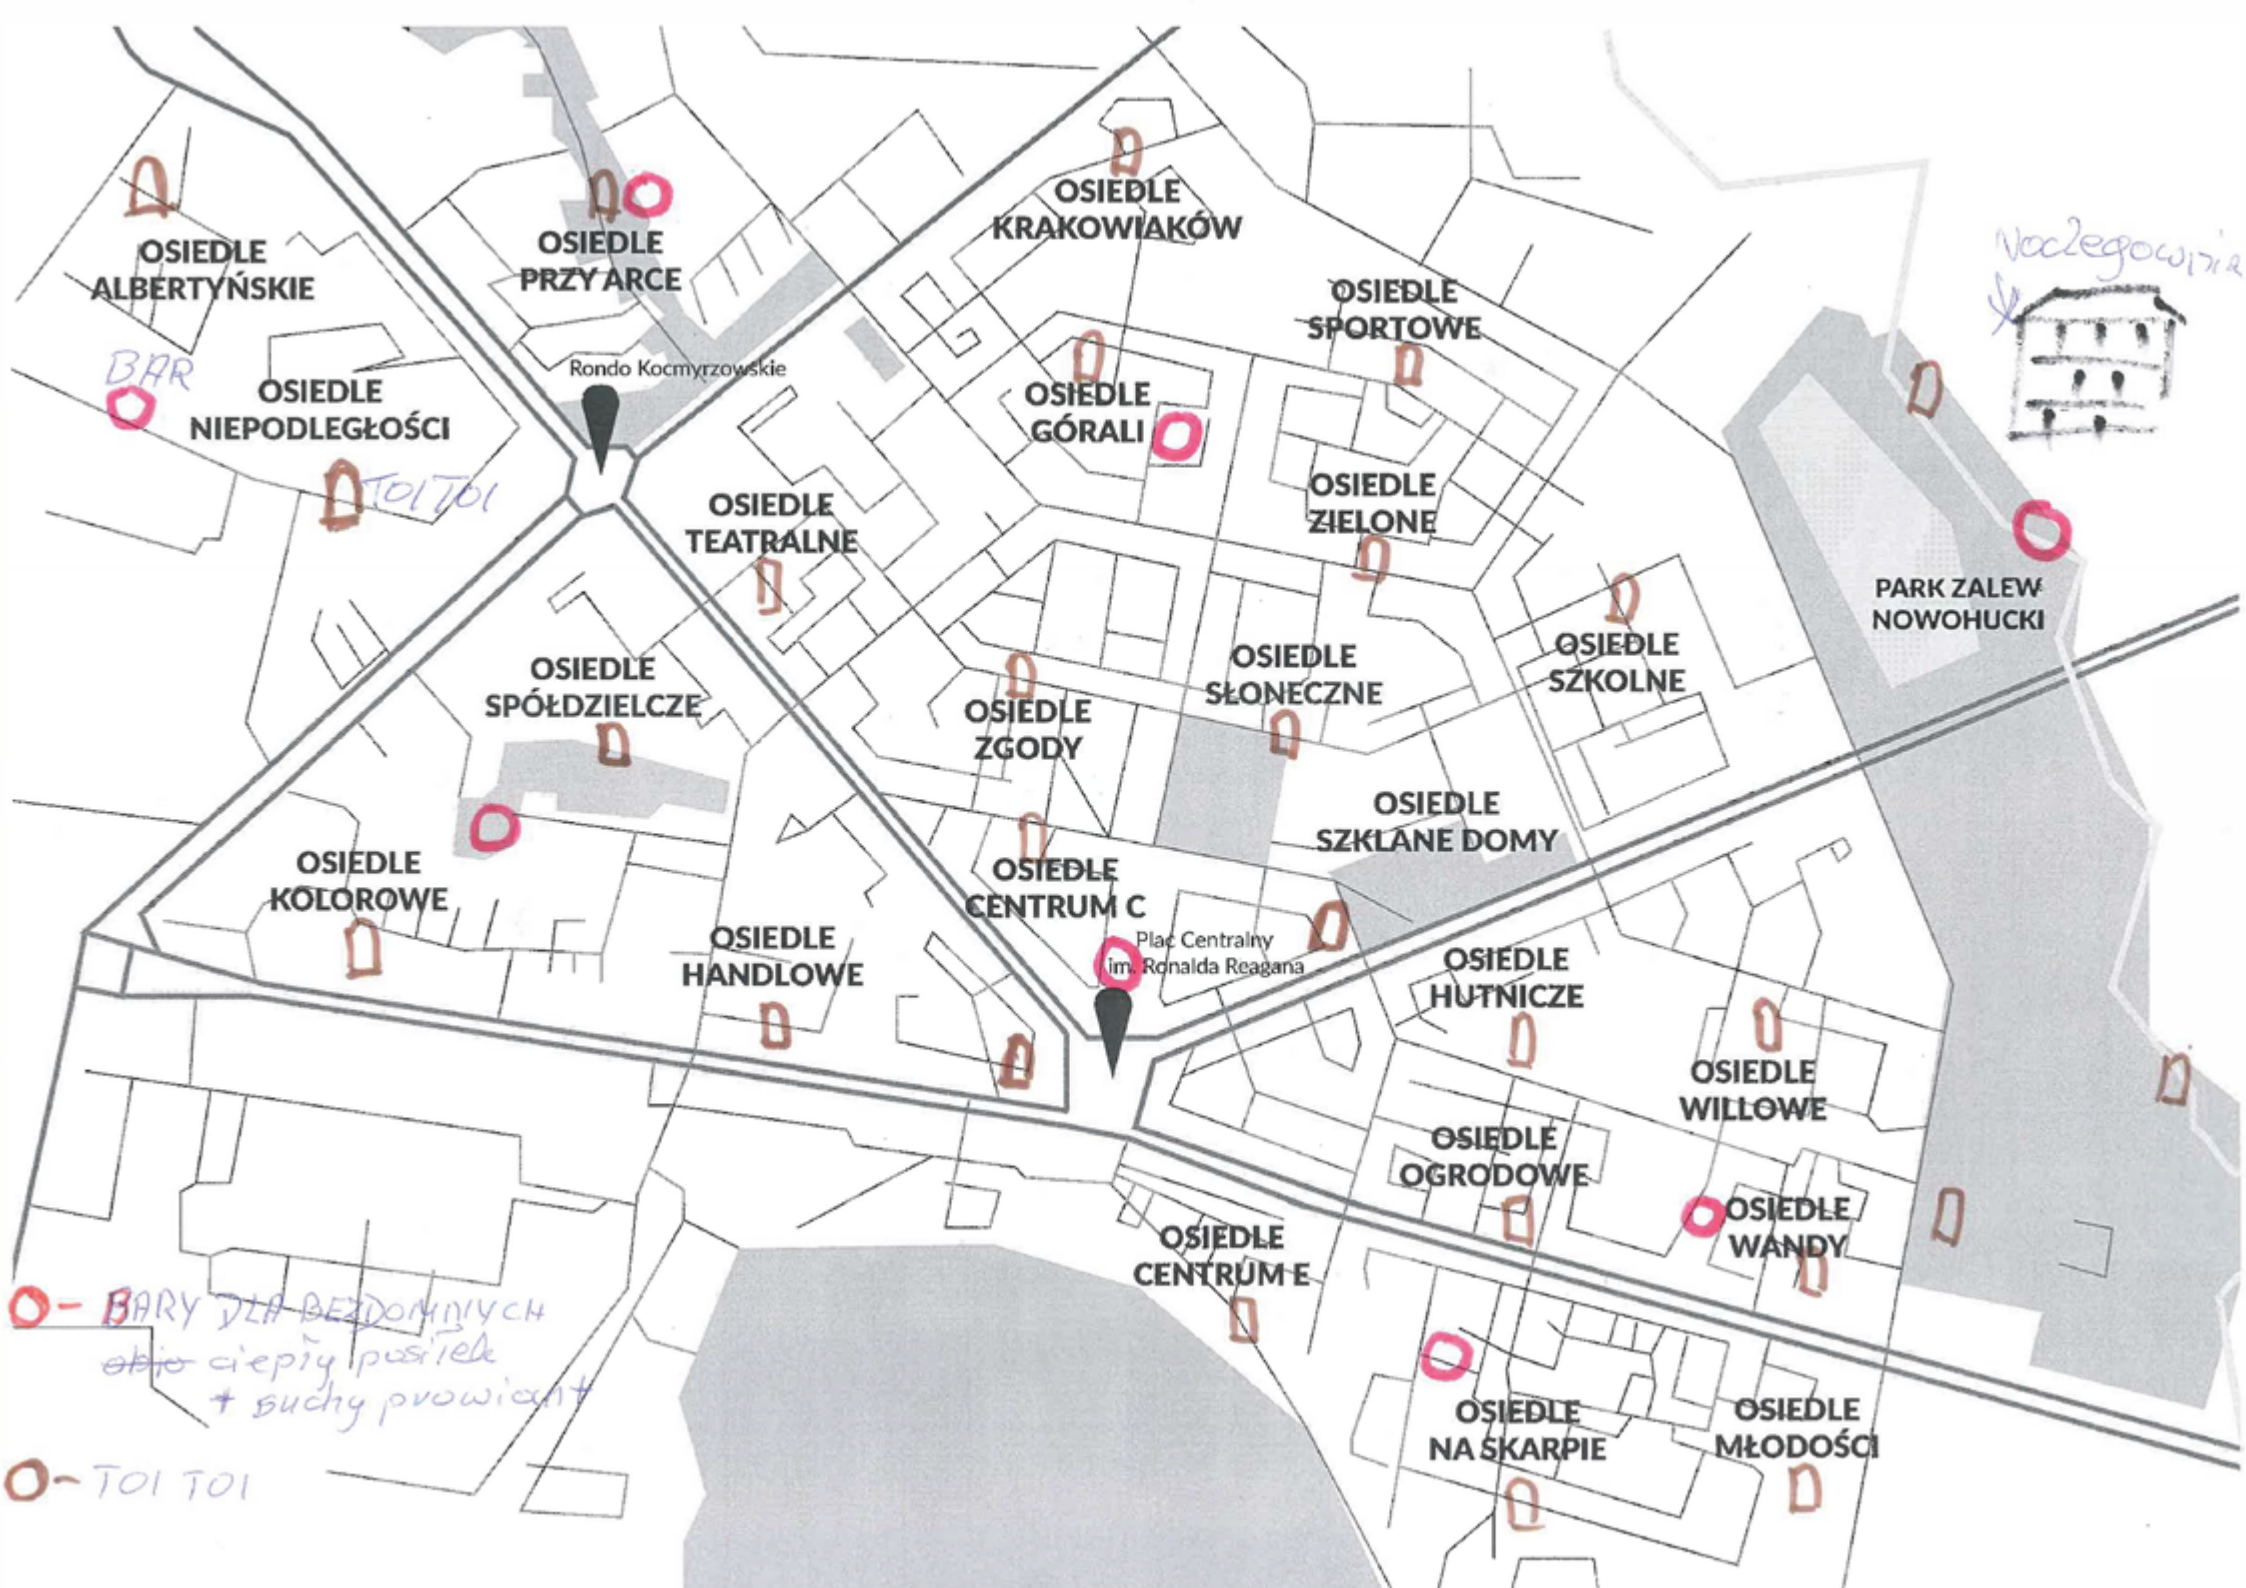 OSIEDLE
KRAKOWIAKÓW
OSIEDLE
ALBERTYŃSKIE
OSIEDLE
PRZY ARCE
Noclegownia
OSIEDLE
SPORTOWE
BAR
Rondo Kocmyrzowskie
OSIEDLE
NIEPODLEGŁOŚCI
OSIEDLE
GÓRALI
TOI TOI
OSIEDLE
TEATRALNE
OSIEDLE
ZIELONE
PARK ZALEW
NOWOHUCKI
OSIEDLE
SPÓŁDZIELCZE
OSIEDLE
SŁONECZNE
OSIEDLE
SZKOLNE
OSIEDLE
ZGODY
OSIEDLE
SZKLANE DOMY
OSIEDLE
KOLOROWE
OSIEDLE
CENTRUM C
OSIEDLE
HANDLOWE
Plac Centralny
im. Ronalda Reagana
OSIEDLE
HUTNICZE
OSIEDLE
WILLOWE
OSIEDLE
OGRODOWE
OSIEDLE
WANDY
OSIEDLE
CENTRUM E
OSIEDLE
NA SKARPIE
OSIEDLE
MŁODOŚCI
- BARY DLA BEZDOMNYCH
ciepły posiłek
+ suchy prowiant
- TOI TOI